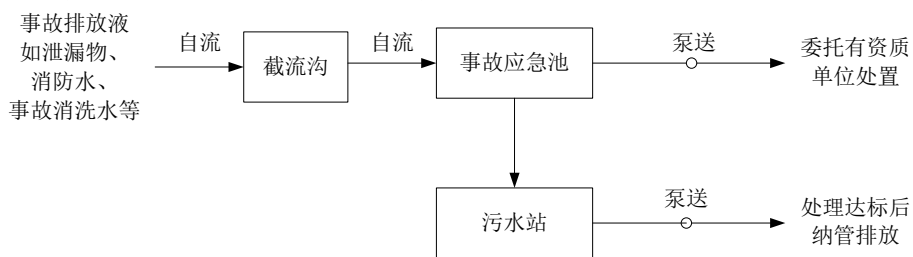 事故排放液
如泄漏物、
消防水、
事故消洗水等
自流
截流沟
自流
事故应急池
泵送
委托有资质
单位处置
污水站
泵送
处理达标后
纳管排放